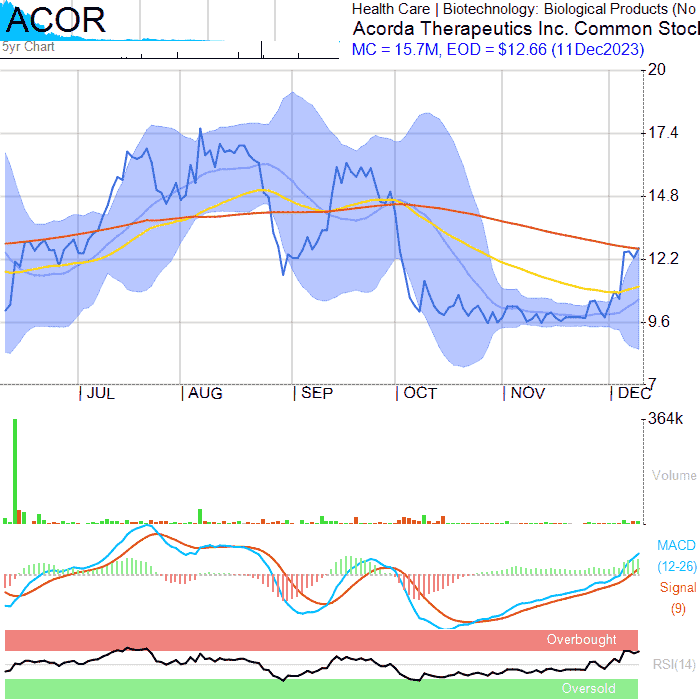 ACOR
5yr Chart
Health Care | Biotechnology: Biological Products (No
Acorda Therapeutics Inc. Common Stoc
MC = 15.7M, EOD = $12.66 (11Dec2023)
20
17.4
14.8
12.2
9.6
7
JUL AUG SEP OCT NOV DEC
364k
Volume
MACD
(12-26)
Signal
(9)
Overbought
RSI(14)
Oversold